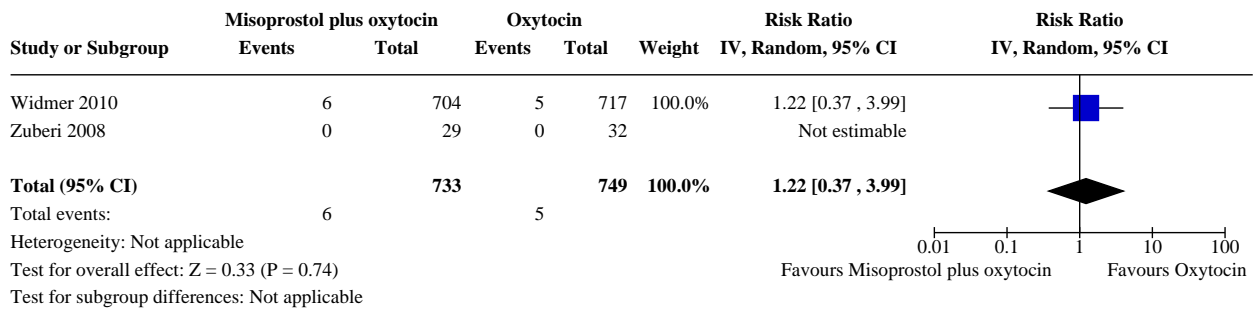 Misoprostol plus oxytocin Oxytocin Risk Ratio Risk Ratio
Study or Subgroup Events Total Events Total Weight IV, Random, 95% CI IV, Random, 95% CI
Widmer 2010 6 704 5 717 100.0% 1.22 [0.37 , 3.99]
Zuberi 2008 0 29 0 32 Not estimable
Total (95% CI) 733 749 100.0% 1.22 [0.37 , 3.99]
Total events: 6 5
Heterogeneity: Not applicable
0.01 0.1 1 10 100
Test for overall effect: Z = 0.33 (P = 0.74)
Favours Misoprostol plus oxytocin Favours Oxytocin
Test for subgroup differences: Not applicable